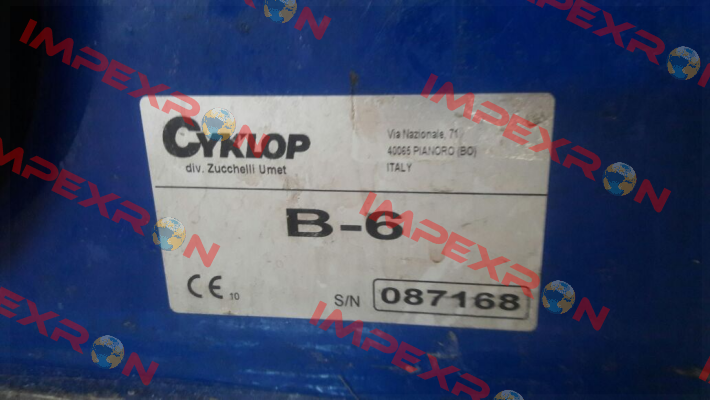 CYKLOP
div. Zucchelli Umet
Via Nazionale, 71
40065 PIANORO (BO)
ITALY
B-6
CE 10
S/N 087168
IMPEXRON
IMPEXRON
IMPEXRON
IMPEXRON
IMPEXRON
IMPEXRON